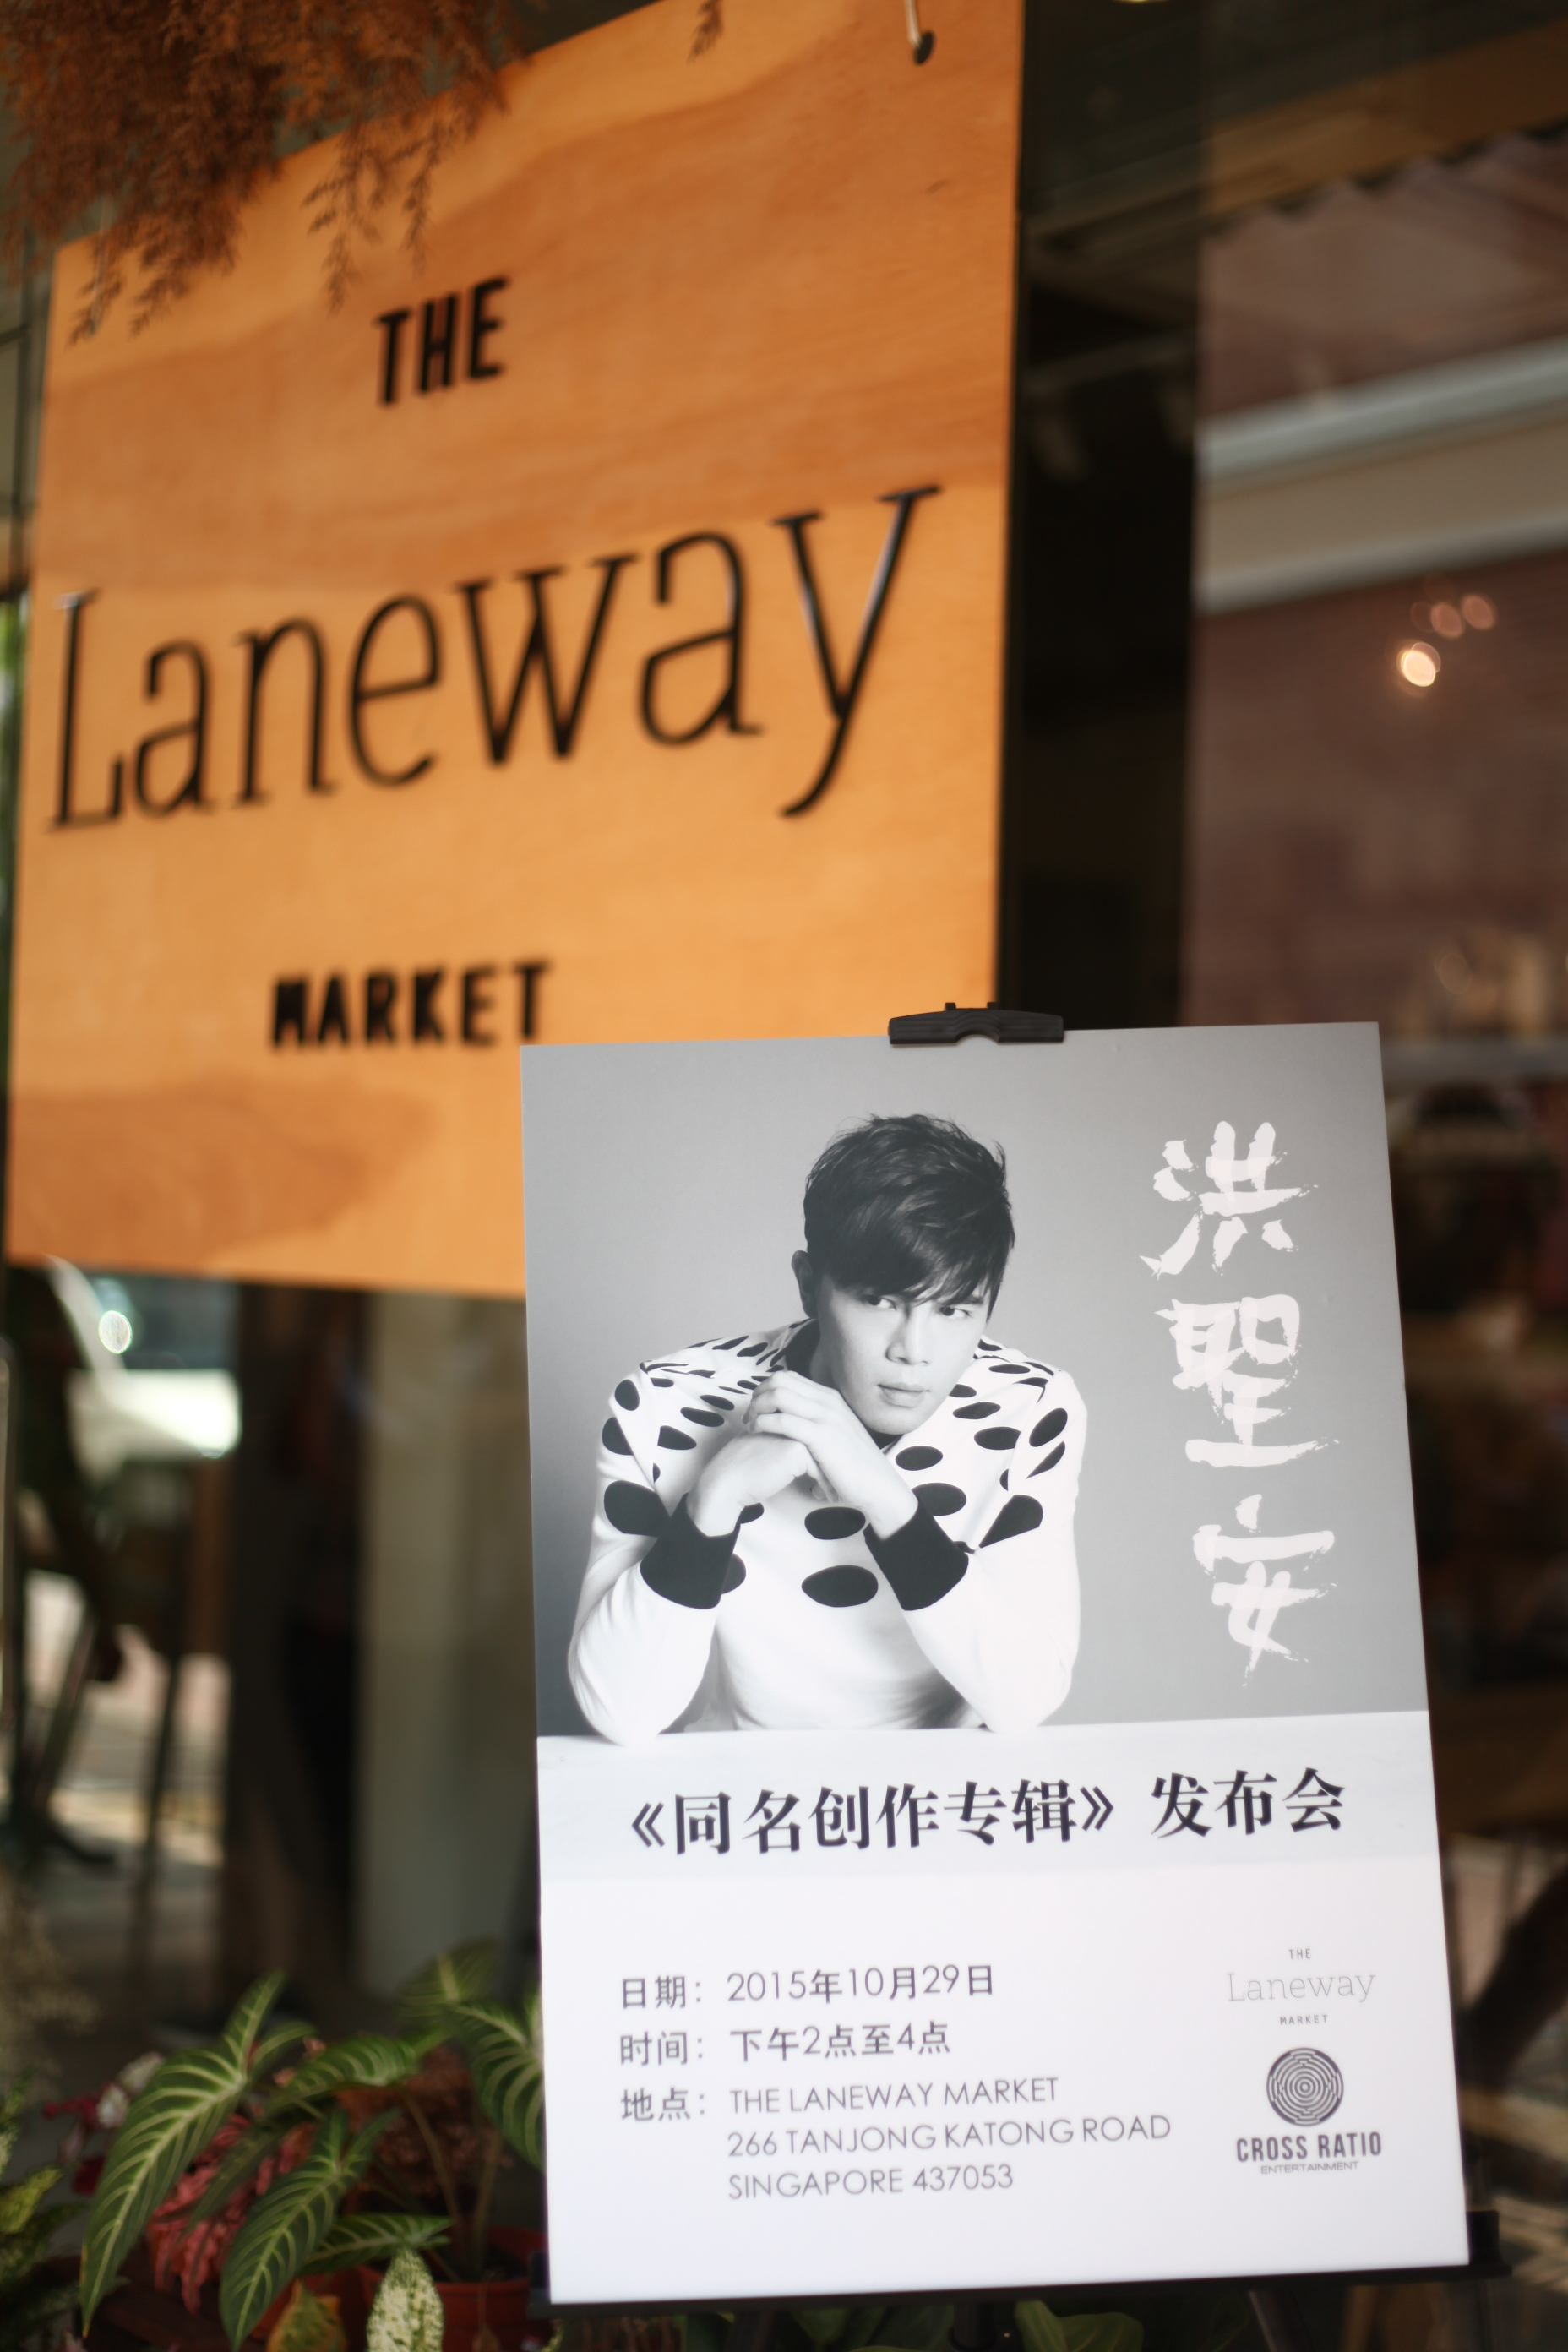 THE
Laneway
MARKET
洪聖安
《同名创作专辑》发布会
日期：2015年10月29日
时间：下午2点至4点
地点：THE LANEWAY MARKET
266 TANJONG KATONG ROAD
SINGAPORE 437053
THE
Laneway
MARKET
CROSS RATIO
ENTERTAINMENT